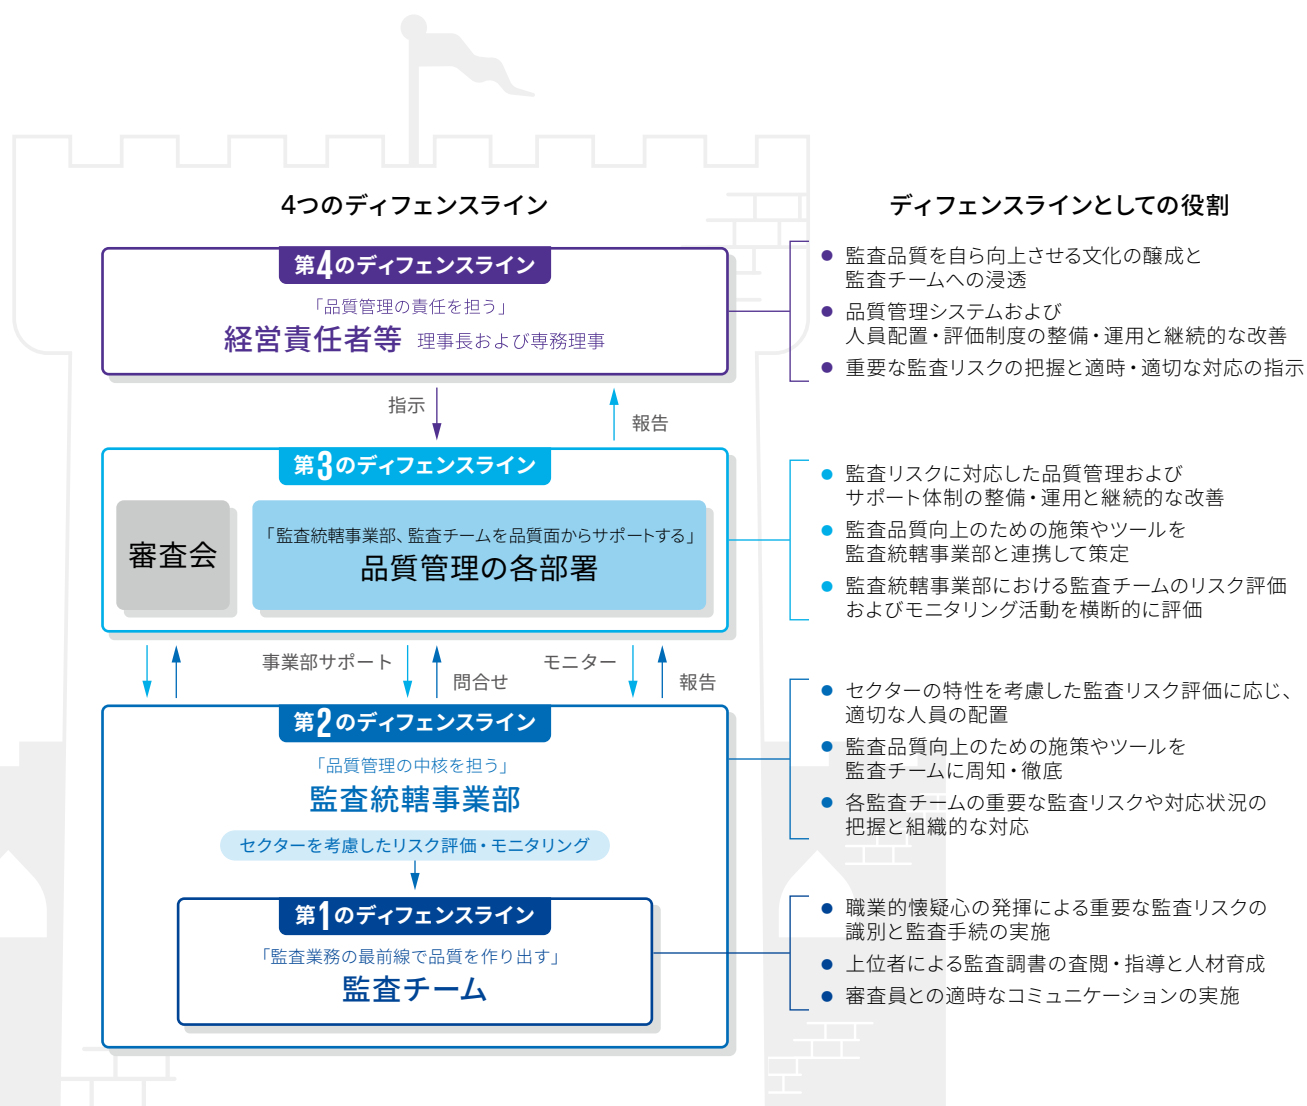 4つのディフェンスライン
ディフェンスラインとしての役割
第4のディフェンスライン
「品質管理の責任を担う」
経営責任者等 理事長および専務理事
● 監査品質を自ら向上させる文化の醸成と
監査チームへの浸透
● 品質管理システムおよび
人員配置・評価制度の整備・運用と継続的な改善
● 重要な監査リスクの把握と適時・適切な対応の指示
指示
報告
第3のディフェンスライン
審査会
「監査統轄事業部、監査チームを品質面からサポートする」
品質管理の各部署
● 監査リスクに対応した品質管理および
サポート体制の整備・運用と継続的な改善
● 監査品質向上のための施策やツールを
監査統轄事業部と連携して策定
● 監査統轄事業部における監査チームのリスク評価
およびモニタリング活動を横断的に評価
事業部サポート
問合せ
モニター
報告
第2のディフェンスライン
「品質管理の中核を担う」
監査統轄事業部
セクターを考慮したリスク評価・モニタリング
● セクターの特性を考慮した監査リスク評価に応じ、
適切な人員の配置
● 監査品質向上のための施策やツールを
監査チームに周知・徹底
● 各監査チームの重要な監査リスクや対応状況の
把握と組織的な対応
第1のディフェンスライン
「監査業務の最前線で品質を作り出す」
監査チーム
● 職業的懐疑心の発揮による重要な監査リスクの
識別と監査手続の実施
● 上位者による監査調書の査閲・指導と人材育成
● 審査員との適時なコミュニケーションの実施